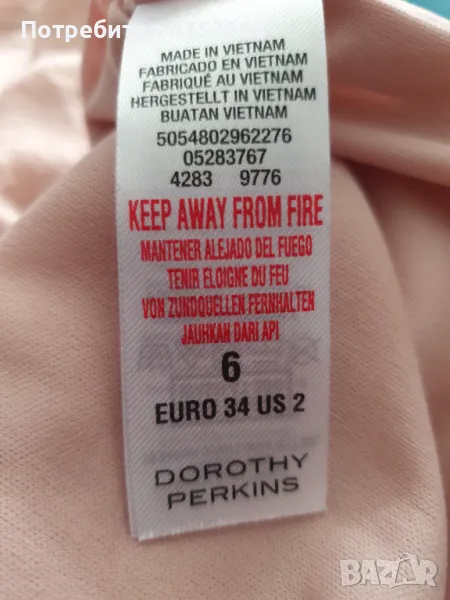 Потребител
MADE IN VIETNAM
FABRICADO EN VIETNAM
FABRIQUÉ AU VIETNAM
HERGESTELLT IN VIETNAM
BUATAN VIETNAM
5054802962276
05283767
4283 9776
KEEP AWAY FROM FIRE
MANTENER ALEJADO DEL FUEGO
TENIR ELOIGNE DU FEU
VON ZUNDQUELLEN FERNHALTEN
JAUHKAN DARI API
6
EURO 34 US 2
DOROTHY
PERKINS
BAZAR